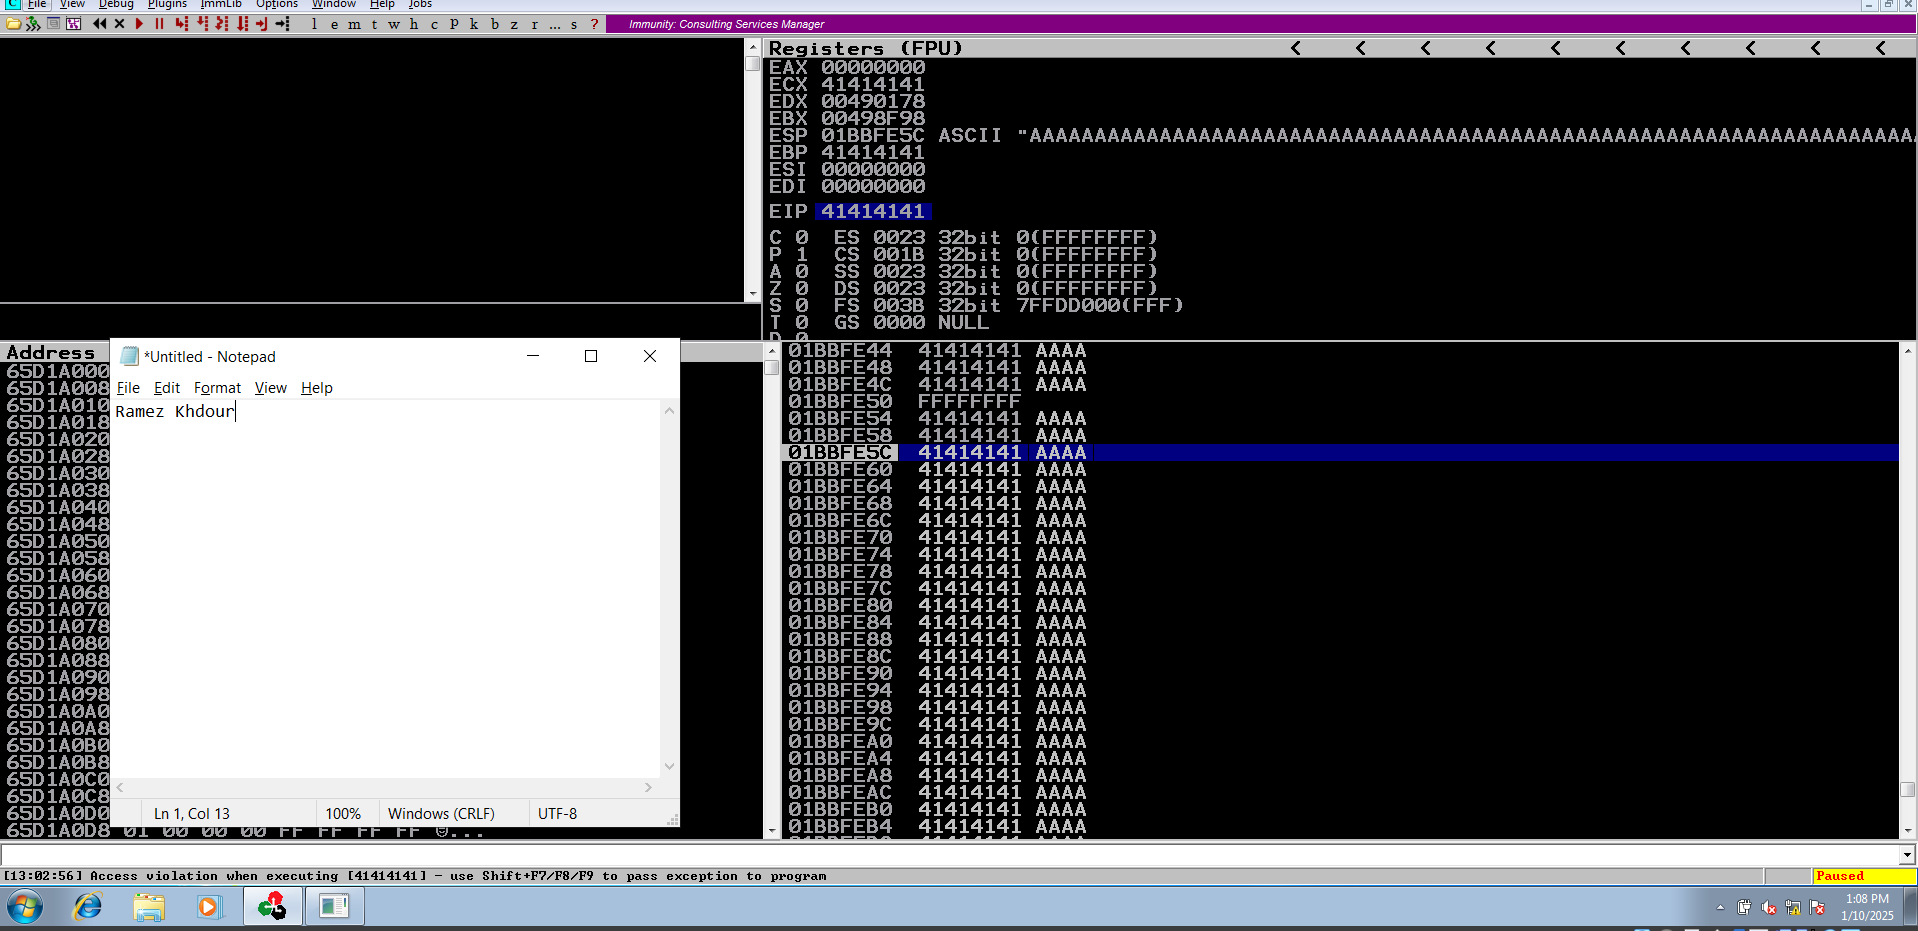 File View Debug Plugins ImmLib Options Window Help Jobs
l e m t w h c P k b z r ... s ? Immunity: Consulting Services Manager
Registers (FPU) < < < < < < < < < <
EAX 00000000
ECX 41414141
EDX 00490178
EBX 00498F98
ESP 01BBFE5C ASCII "AAAAAAAAAAAAAAAAAAAAAAAAAAAAAAAAAAAAAAAAAAAAAAAAAAAAAAAAAAAAAAAAAAAA
EBP 41414141
ESI 00000000
EDI 00000000
EIP 41414141
C 0 ES 0023 32bit 0(FFFFFFFF)
P 1 CS 001B 32bit 0(FFFFFFFF)
A 0 SS 0023 32bit 0(FFFFFFFF)
Z 0 DS 0023 32bit 0(FFFFFFFF)
S 0 FS 003B 32bit 7FFDD000(FFF)
T 0 GS 0000 NULL
D 0
Address
65D1A000
65D1A008
65D1A010
65D1A018
65D1A020
65D1A028
65D1A030
65D1A038
65D1A040
65D1A048
65D1A050
65D1A058
65D1A060
65D1A068
65D1A070
65D1A078
65D1A080
65D1A088
65D1A090
65D1A098
65D1A0A0
65D1A0A8
65D1A0B0
65D1A0B8
65D1A0C0
65D1A0C8
65D1A0D0
65D1A0D8 01 00 00 00 FF FF FF FF ☺...
*Untitled - Notepad
File Edit Format View Help
Ramez Khdour
Ln 1, Col 13 100% Windows (CRLF) UTF-8
01BBFE44 41414141 AAAA
01BBFE48 41414141 AAAA
01BBFE4C 41414141 AAAA
01BBFE50 FFFFFFFF
01BBFE54 41414141 AAAA
01BBFE58 41414141 AAAA
01BBFE5C 41414141 AAAA
01BBFE60 41414141 AAAA
01BBFE64 41414141 AAAA
01BBFE68 41414141 AAAA
01BBFE6C 41414141 AAAA
01BBFE70 41414141 AAAA
01BBFE74 41414141 AAAA
01BBFE78 41414141 AAAA
01BBFE7C 41414141 AAAA
01BBFE80 41414141 AAAA
01BBFE84 41414141 AAAA
01BBFE88 41414141 AAAA
01BBFE8C 41414141 AAAA
01BBFE90 41414141 AAAA
01BBFE94 41414141 AAAA
01BBFE98 41414141 AAAA
01BBFE9C 41414141 AAAA
01BBFEA0 41414141 AAAA
01BBFEA4 41414141 AAAA
01BBFEA8 41414141 AAAA
01BBFEAC 41414141 AAAA
01BBFEB0 41414141 AAAA
01BBFEB4 41414141 AAAA
[13:02:56] Access violation when executing [41414141] - use Shift+F7/F8/F9 to pass exception to program
Paused
1:08 PM
1/10/2025